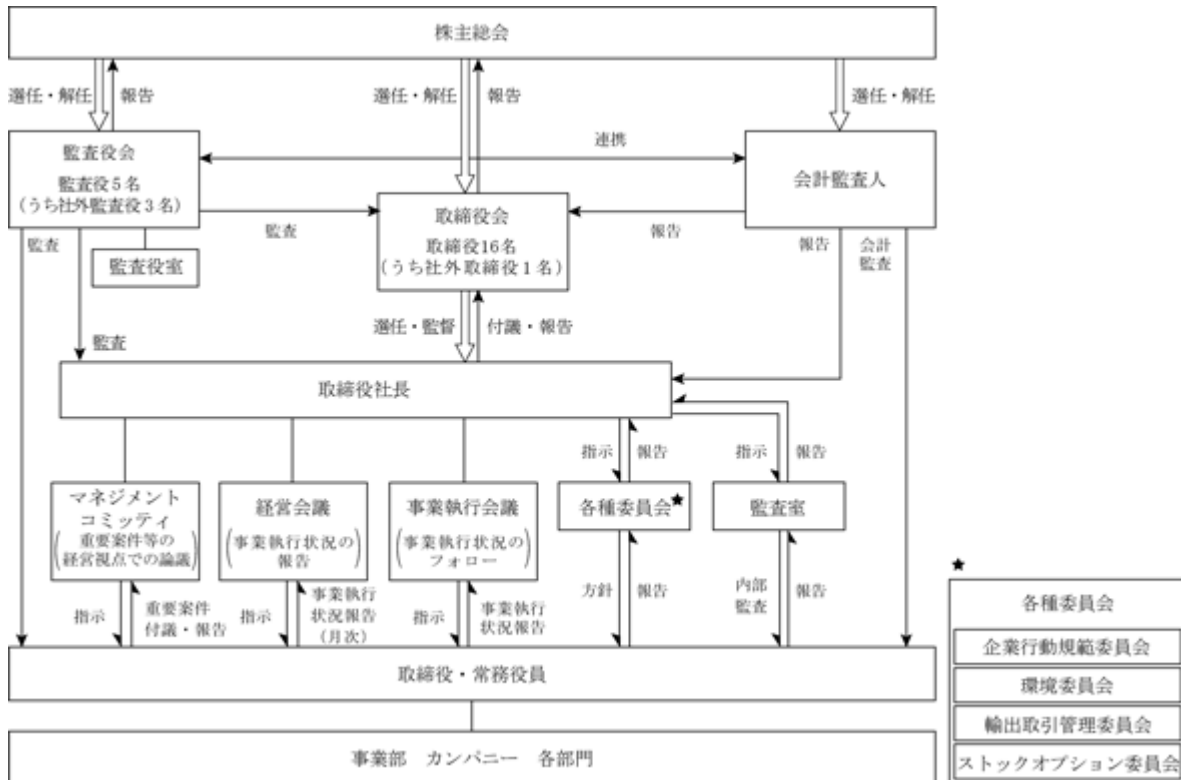 株主総会
選任・解任
報告
選任・解任
報告
選任・解任
監査役会
監査役5名
(うち社外監査役3名)
連携
会計監査人
監査
監査役室
監査
取締役会
取締役16名
(うち社外取締役1名)
報告
報告
会計
監査
監査
選任・監督
付議・報告
取締役社長
指示
報告
指示
報告
マネジメント
コミッティ
(重要案件等の
経営視点での論議)
経営会議
(事業執行状況の
報告)
事業執行会議
(事業執行状況の
フォロー)
各種委員会★
監査室
指示
重要案件
付議・報告
指示
事業執行
状況報告
(月次)
指示
事業執行
状況報告
方針
報告
内部
監査
報告
取締役・常務役員
事業部 カンパニー 各部門
★
各種委員会
企業行動規範委員会
環境委員会
輸出取引管理委員会
ストックオプション委員会